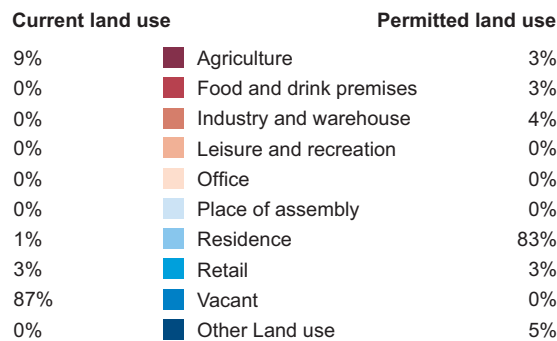 Current land use Permitted land use
9% Agriculture 3%
0% Food and drink premises 3%
0% Industry and warehouse 4%
0% Leisure and recreation 0%
0% Office 0%
0% Place of assembly 0%
1% Residence 83%
3% Retail 3%
87% Vacant 0%
0% Other Land use 5%